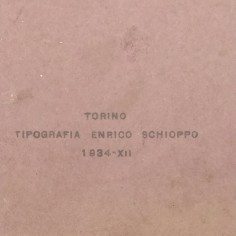 TORINO
TIPOGRAFIA ENRICO SCHIOPPO
1934-XII